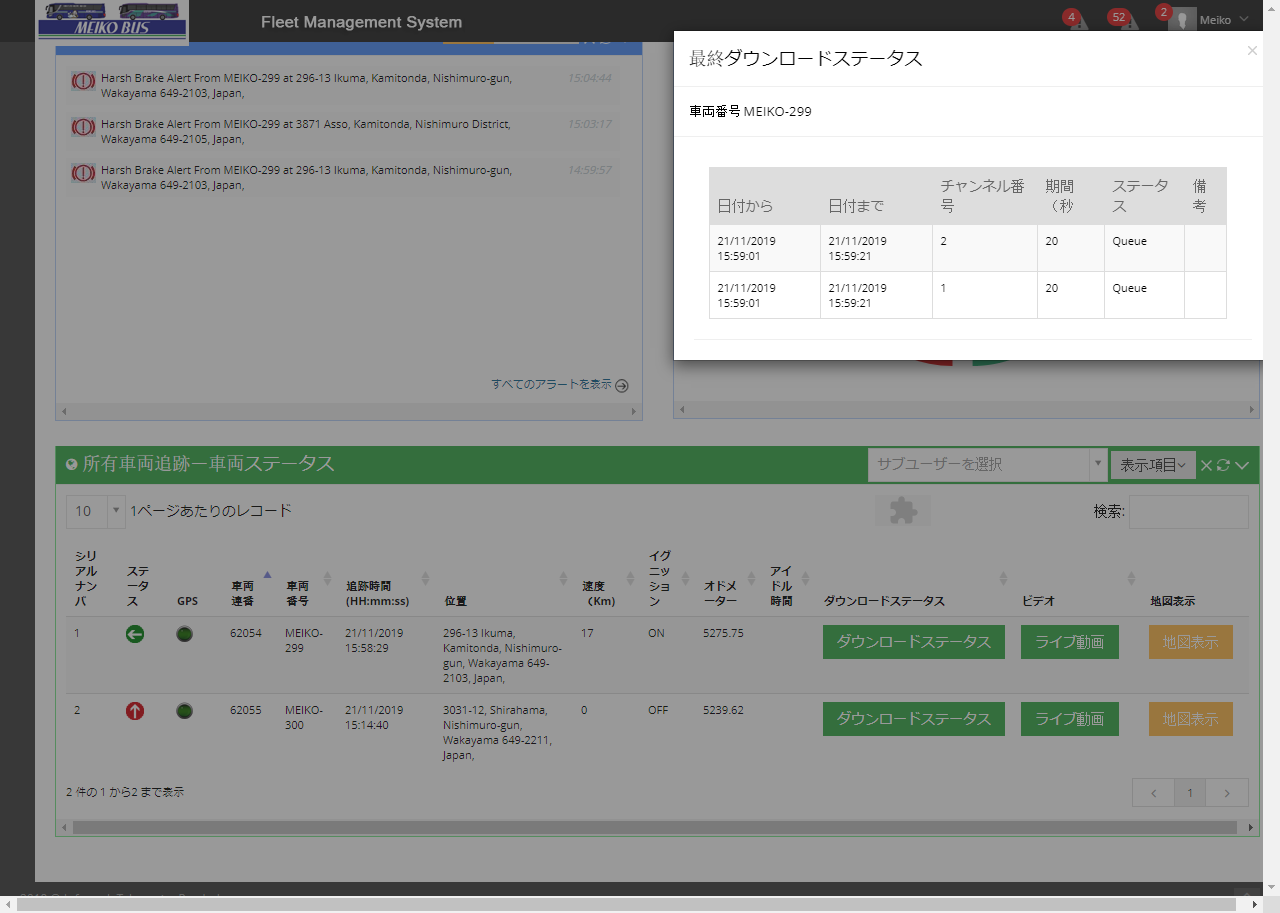 MEIKO BUS
Fleet Management System
4
52
2
Meiko
Harsh Brake Alert From MEIKO-299 at 296-13 Ikuma, Kamitonda, Nishimuro-gun,
Wakayama 649-2103, Japan,
15:04:44
Harsh Brake Alert From MEIKO-299 at 3871 Asso, Kamitonda, Nishimuro District,
Wakayama 649-2105, Japan,
15:03:17
Harsh Brake Alert From MEIKO-299 at 296-13 Ikuma, Kamitonda, Nishimuro-gun,
Wakayama 649-2103, Japan,
14:59:57
すべてのアラートを表示
最終ダウンロードステータス
×
車両番号 MEIKO-299
日付から
日付まで
チャンネル番
号
期間
（秒
ステータ
ス
備
考
21/11/2019
15:59:01
21/11/2019
15:59:21
2
20
Queue
21/11/2019
15:59:01
21/11/2019
15:59:21
1
20
Queue
所有車両追跡ー車両ステータス
サブユーザーを選択
表示項目
10
1ページあたりのレコード
検索:
シリ
アル
ナン
バ
ステ
ータ
ス
GPS
車両
連番
車両
番号
追跡時間
(HH:mm:ss)
位置
速度
（Km)
イグ
ニッ
ショ
ン
オドメ
ーター
アイ
ドル
時間
ダウンロードステータス
ビデオ
地図表示
1
62054
MEIKO-
299
21/11/2019
15:58:29
296-13 Ikuma,
Kamitonda, Nishimuro-
gun, Wakayama 649-
2103, Japan,
17
ON
5275.75
ダウンロードステータス
ライブ動画
地図表示
2
62055
MEIKO-
300
21/11/2019
15:14:40
3031-12, Shirahama,
Nishimuro-gun,
Wakayama 649-2211,
Japan,
0
OFF
5239.62
ダウンロードステータス
ライブ動画
地図表示
2 件の 1 から2 まで表示
1